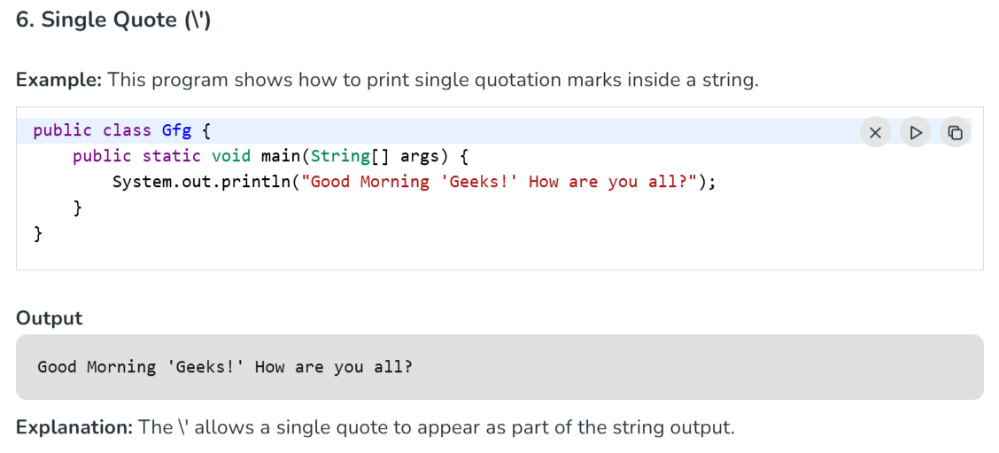 6. Single Quote (\')
Example: This program shows how to print single quotation marks inside a string.
public class Gfg {
    public static void main(String[] args) {
        System.out.println("Good Morning 'Geeks!' How are you all?");
    }
}
Output
Good Morning 'Geeks!' How are you all?
Explanation: The \' allows a single quote to appear as part of the string output.